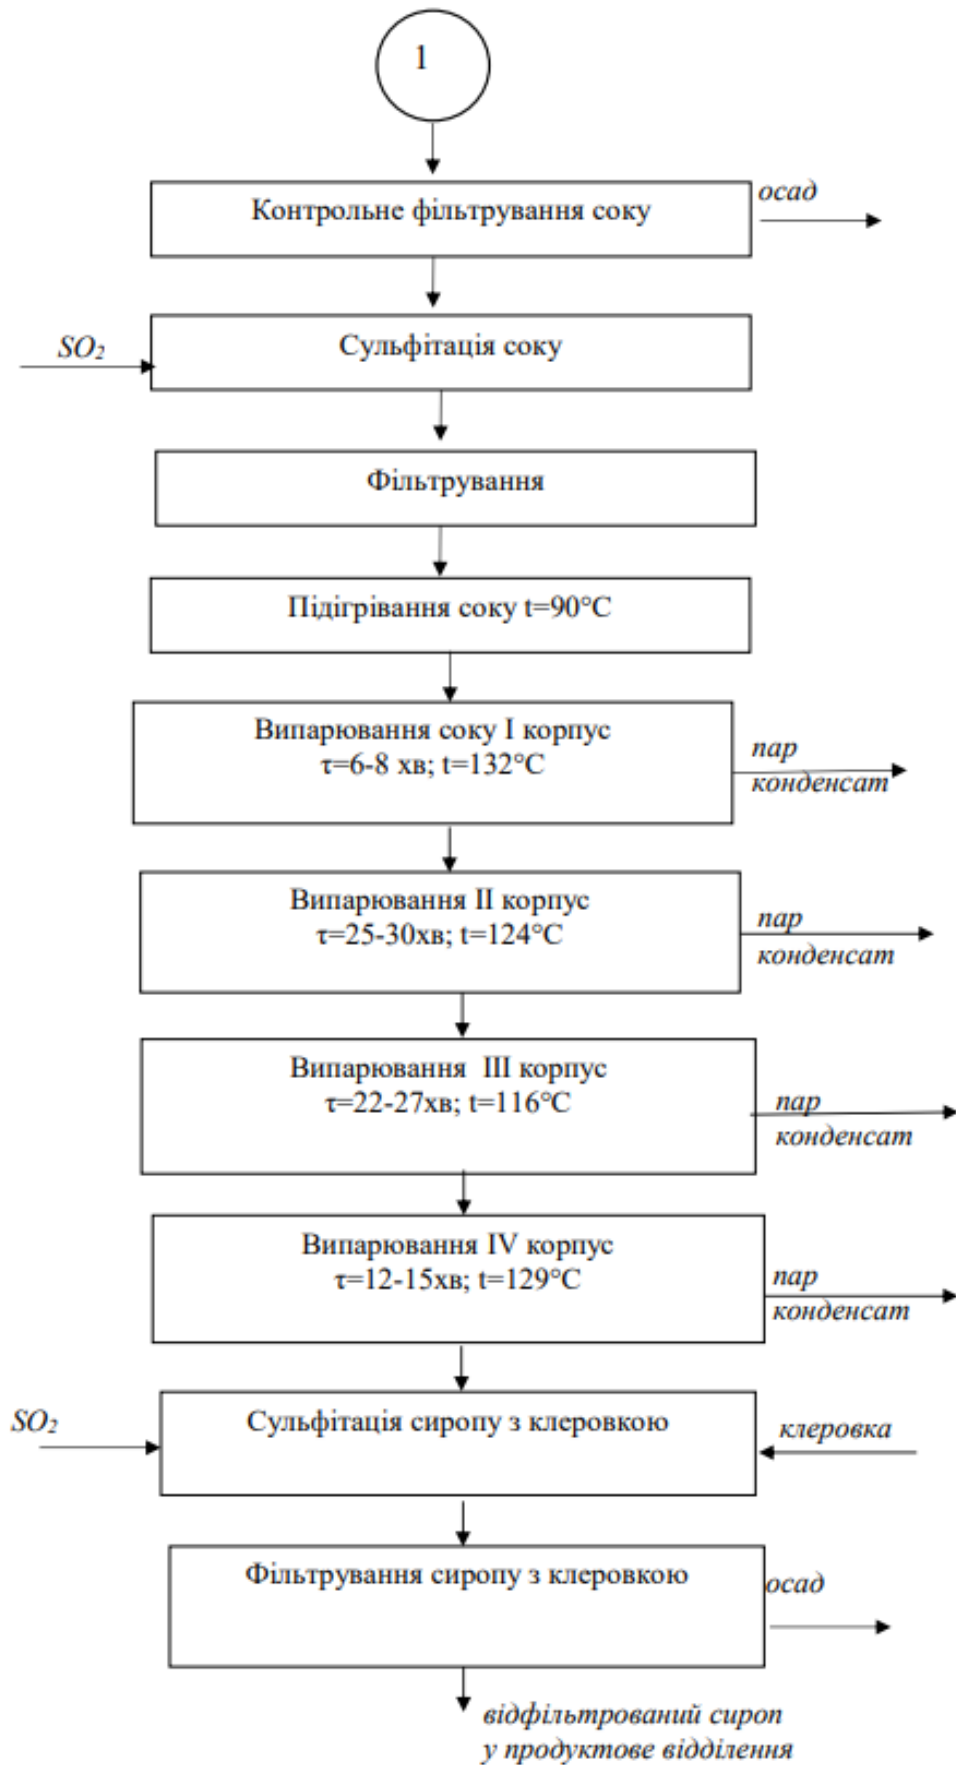 1
Контрольне фільтрування соку
осад
SO₂
Сульфітація соку
Фільтрування
Підігрівання соку t=90°C
Випарювання соку І корпус
τ=6-8 хв; t=132°C
пар
конденсат
Випарювання ІІ корпус
τ=25-30хв; t=124°C
пар
конденсат
Випарювання  ІІІ корпус
τ=22-27хв; t=116°C
пар
конденсат
Випарювання IV корпус
τ=12-15хв; t=129°C
пар
конденсат
SO₂
Сульфітація сиропу з клеровкою
клеровка
Фільтрування сиропу з клеровкою
осад
відфільтрований сироп
у продуктове відділення